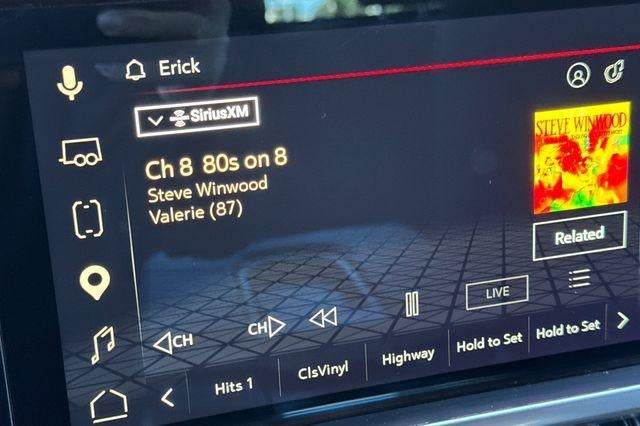 Erick
SiriusXM
Ch 8 80s on 8
Steve Winwood
Valerie (87)
STEVE WINWOOD
Related
LIVE
CH
CH
Hits 1
ClsVinyl
Highway
Hold to Set
Hold to Set